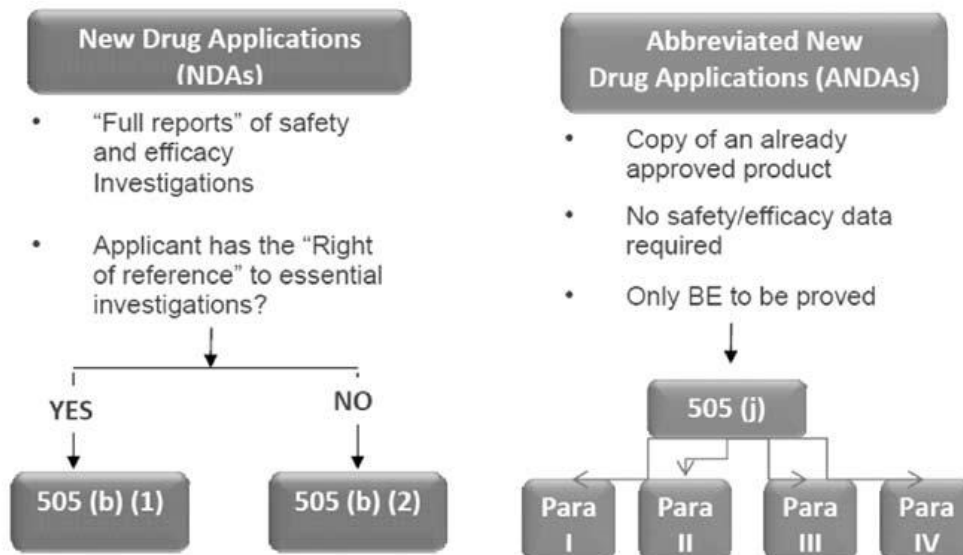 New Drug Applications
(NDAs)
• “Full reports” of safety
and efficacy
Investigations
• Applicant has the “Right
of reference” to essential
investigations?
YES
NO
505 (b) (1)
505 (b) (2)
Abbreviated New
Drug Applications (ANDAs)
• Copy of an already
approved product
• No safety/efficacy data
required
• Only BE to be proved
505 (j)
Para
I
Para
II
Para
III
Para
IV